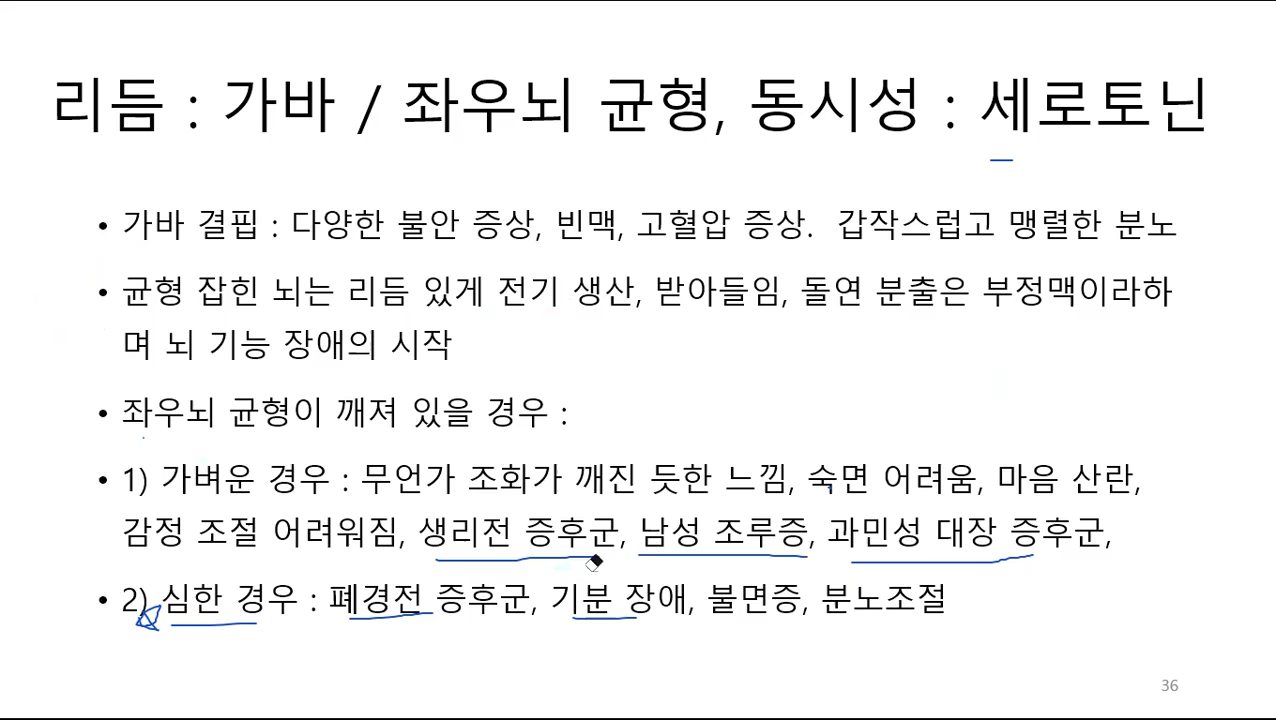 리듬 : 가바 / 좌우뇌 균형, 동시성 : 세로토닌
• 가바 결핍 : 다양한 불안 증상, 빈맥, 고혈압 증상. 갑작스럽고 맹렬한 분노
• 균형 잡힌 뇌는 리듬 있게 전기 생산, 받아들임, 돌연 분출은 부정맥이라하
며 뇌 기능 장애의 시작
• 좌우뇌 균형이 깨져 있을 경우 :
• 1) 가벼운 경우 : 무언가 조화가 깨진 듯한 느낌, 숙면 어려움, 마음 산란,
감정 조절 어려워짐, 생리전 증후군, 남성 조루증, 과민성 대장 증후군,
• 2) 심한 경우 : 폐경전 증후군, 기분 장애, 불면증, 분노조절
36